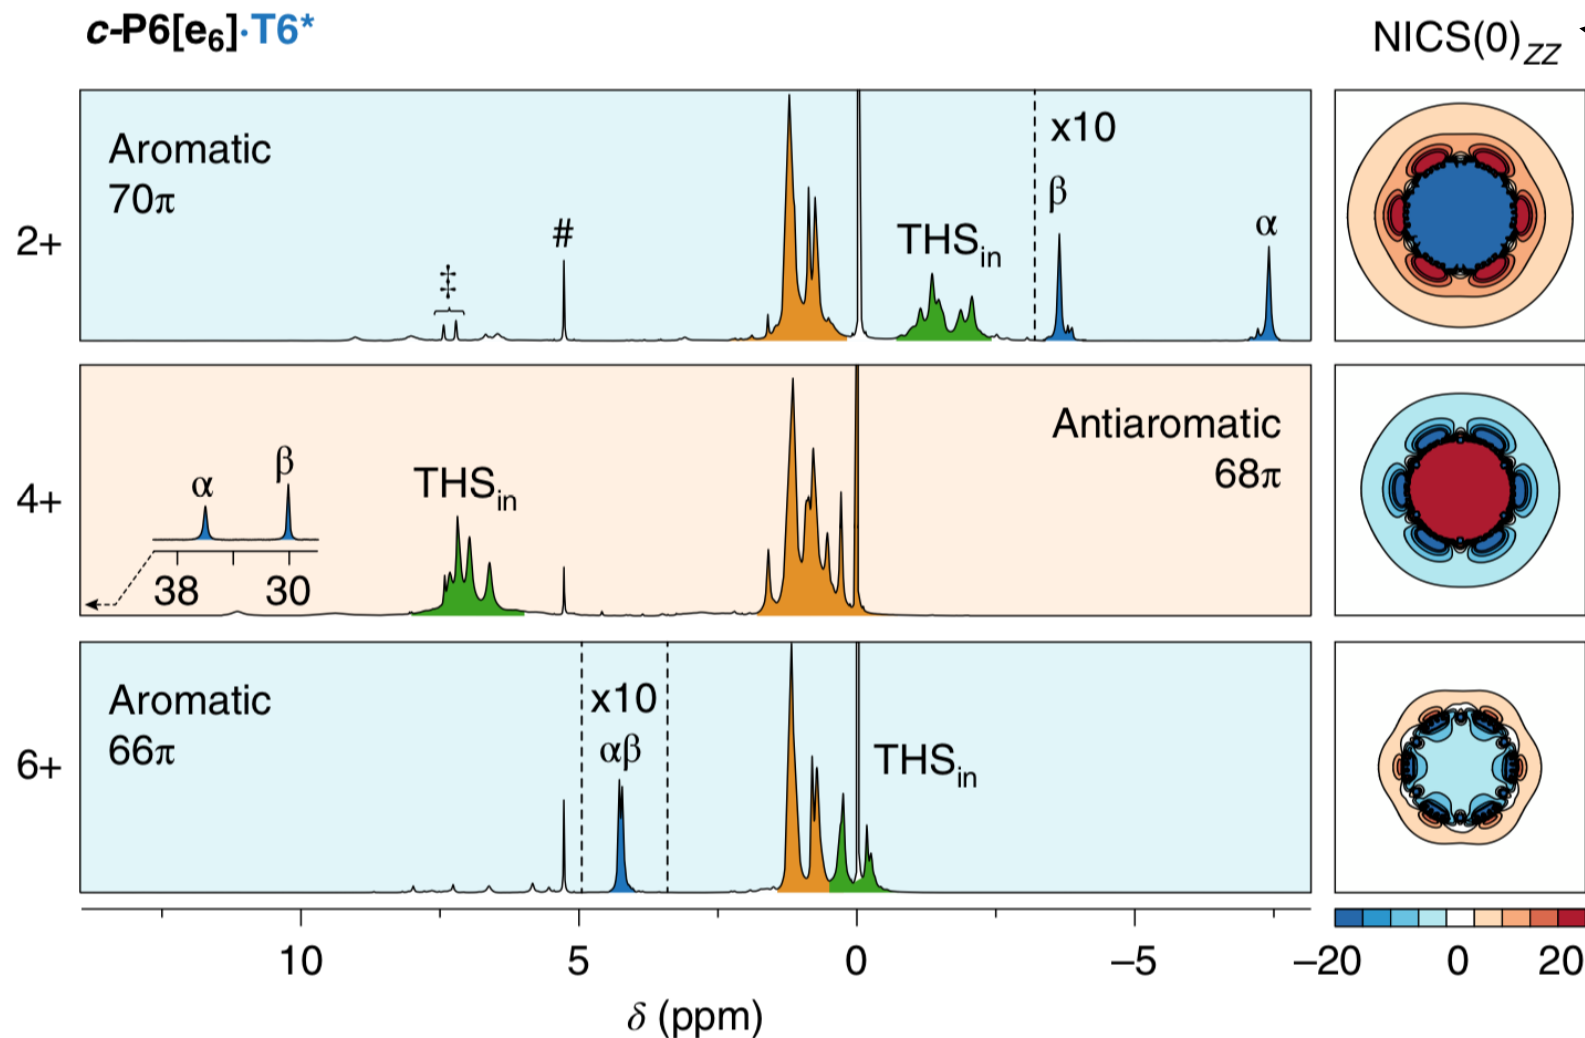 c-P6[e6]·T6*
NICS(0)ZZ
2+
Aromatic
70π
‡
#
THSin
x10
β
α
4+
α
β
38
30
THSin
Antiaromatic
68π
6+
Aromatic
66π
x10
αβ
THSin
10
5
0
–5
–20
0
20
δ (ppm)